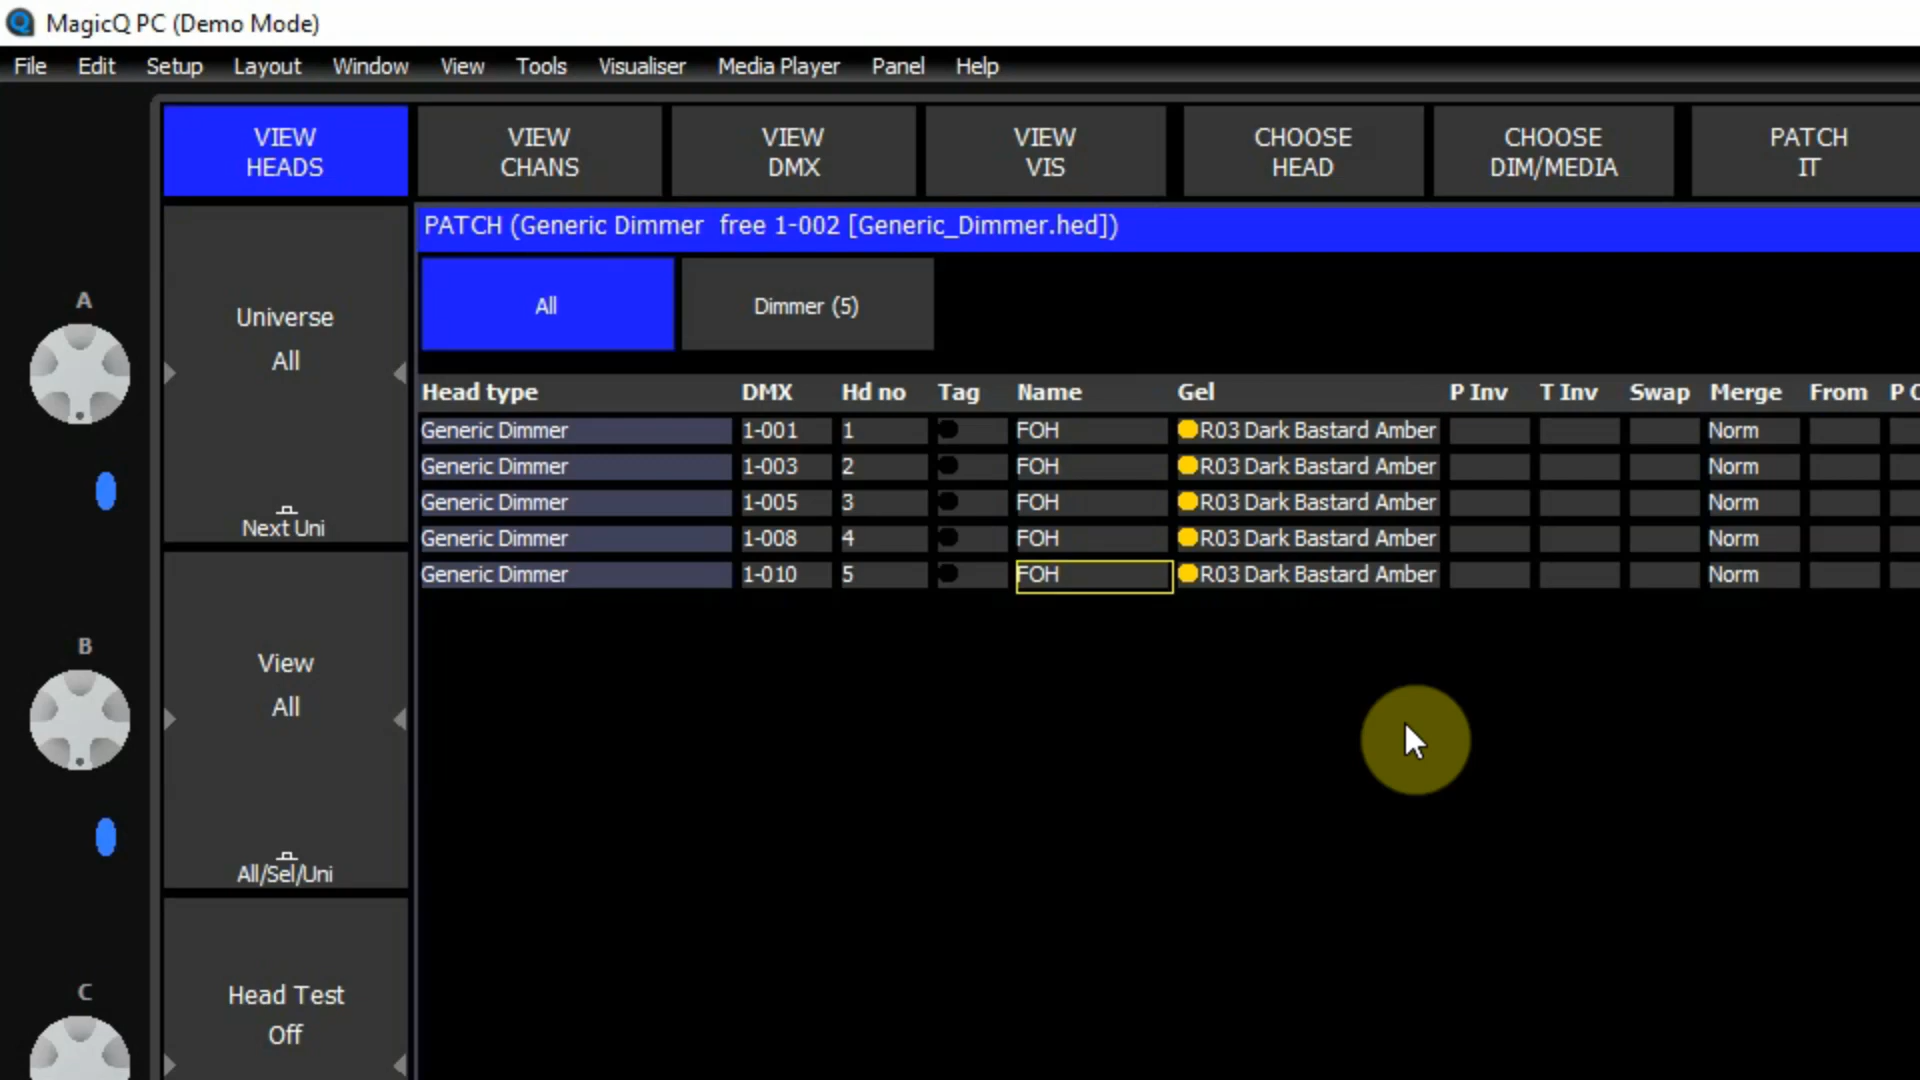 MagicQ PC (Demo Mode)
File Edit Setup Layout Window View Tools Visualiser Media Player Panel Help
VIEW HEADS
VIEW CHANS
VIEW DMX
VIEW VIS
CHOOSE HEAD
CHOOSE DIM/MEDIA
PATCH IT
PATCH (Generic Dimmer free 1-002 [Generic_Dimmer.hed])
All
Dimmer (5)
A
Universe
All
Next Uni
Head type DMX Hd no Tag Name Gel P Inv T Inv Swap Merge From P
Generic Dimmer 1-001 1 FOH R03 Dark Bastard Amber Norm
Generic Dimmer 1-003 2 FOH R03 Dark Bastard Amber Norm
Generic Dimmer 1-005 3 FOH R03 Dark Bastard Amber Norm
Generic Dimmer 1-008 4 FOH R03 Dark Bastard Amber Norm
Generic Dimmer 1-010 5 FOH R03 Dark Bastard Amber Norm
B
View
All
All/Sel/Uni
C
Head Test
Off